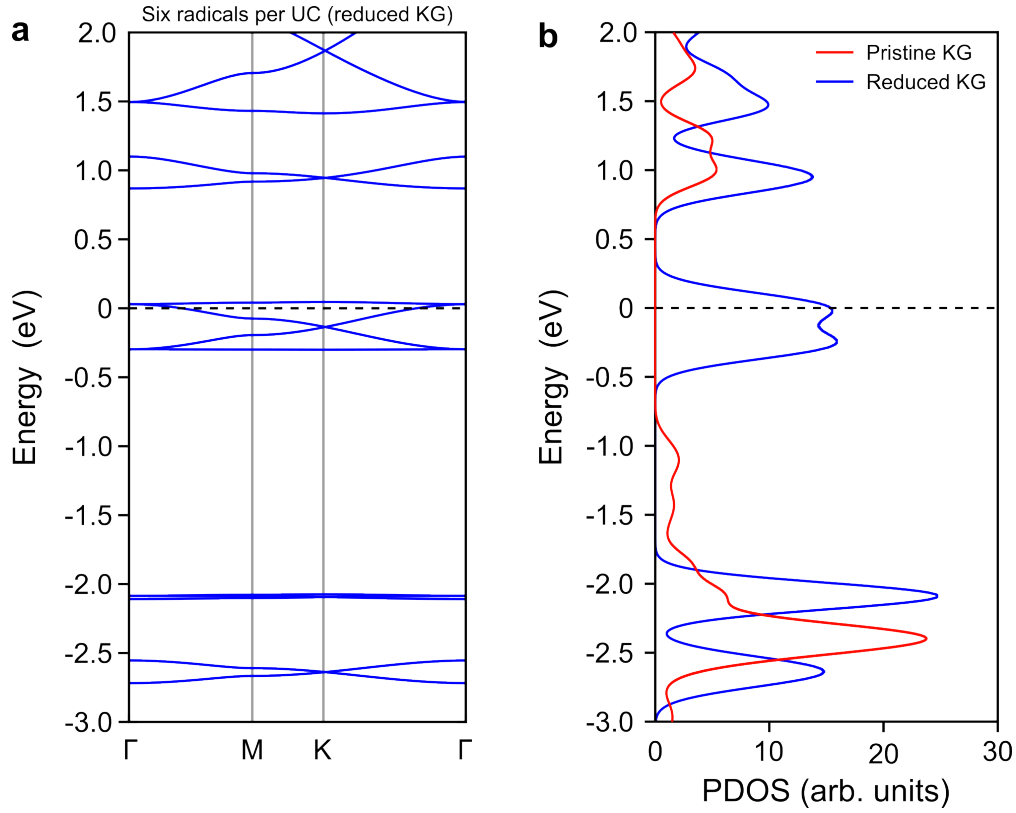 a
Six radicals per UC (reduced KG)
2.0
1.5
1.0
0.5
0
-0.5
-1.0
-1.5
-2.0
-2.5
-3.0
Energy (eV)
Γ M K Γ
b
Pristine KG
Reduced KG
2.0
1.5
1.0
0.5
0
-0.5
-1.0
-1.5
-2.0
-2.5
-3.0
Energy (eV)
0 10 20 30
PDOS (arb. units)